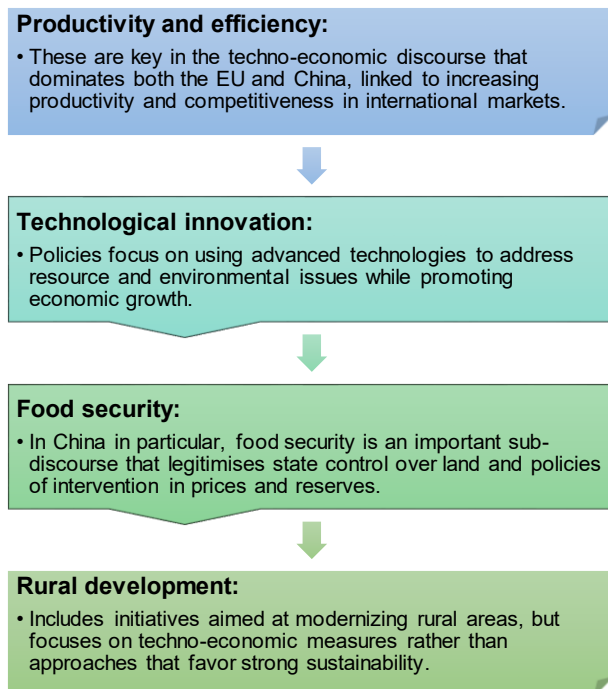 Productivity and efficiency:
• These are key in the techno-economic discourse that
dominates both the EU and China, linked to increasing
productivity and competitiveness in international markets.
Technological innovation:
• Policies focus on using advanced technologies to address
resource and environmental issues while promoting
economic growth.
Food security:
• In China in particular, food security is an important sub-
discourse that legitimises state control over land and policies
of intervention in prices and reserves.
Rural development:
• Includes initiatives aimed at modernizing rural areas, but
focuses on techno-economic measures rather than
approaches that favor strong sustainability.